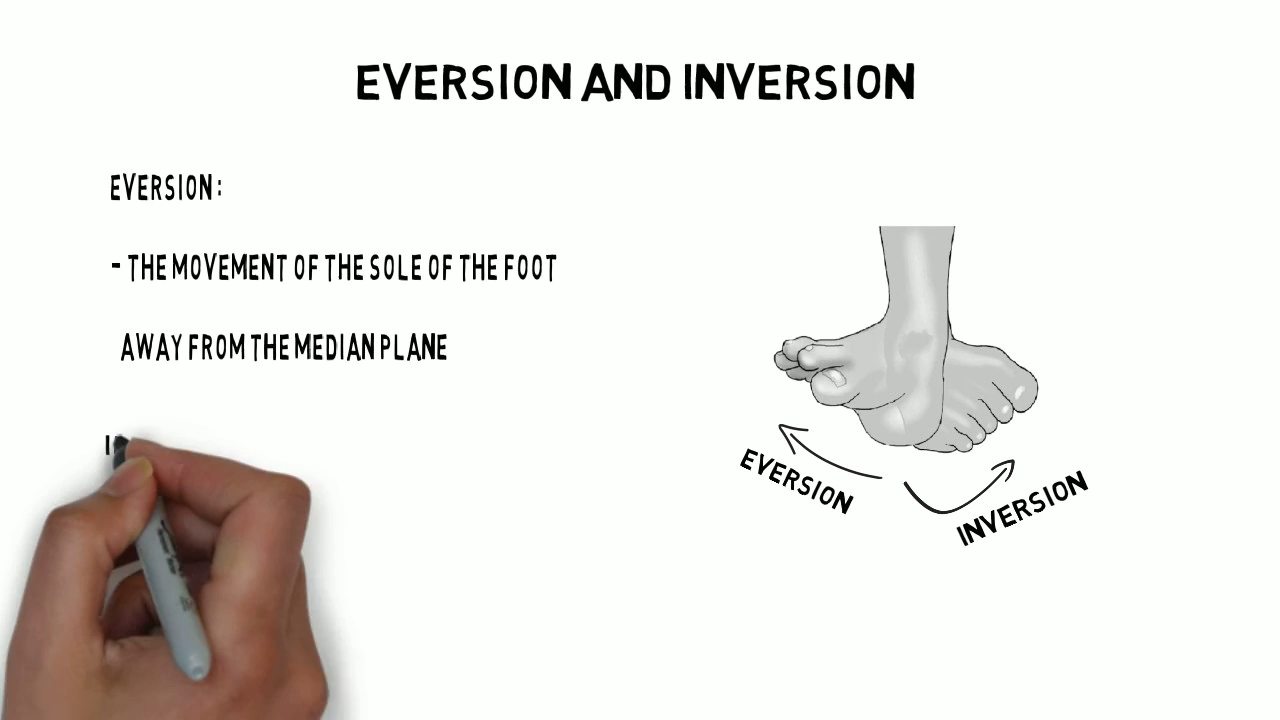 EVERSION AND INVERSION
EVERSION:
- THE MOVEMENT OF THE SOLE OF THE FOOT
AWAY FROM THE MEDIAN PLANE
EVERSION
INVERSION